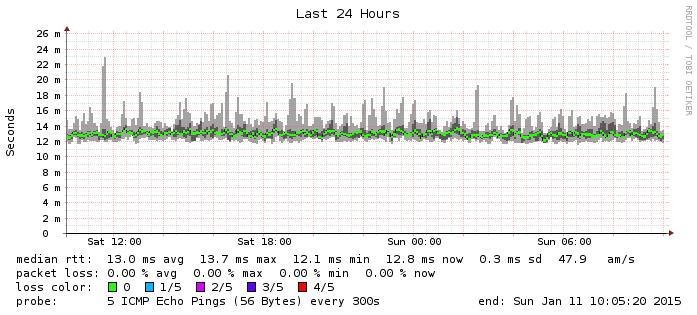 Last 24 Hours
RRDTOOL / TOBI OETIKER
Seconds
26 m
24 m
22 m
20 m
18 m
16 m
14 m
12 m
10 m
8 m
6 m
4 m
2 m
0
Sat 12:00 Sat 18:00 Sun 00:00 Sun 06:00
median rtt: 13.0 ms avg 13.7 ms max 12.1 ms min 12.8 ms now 0.3 ms sd 47.9 am/s
packet loss: 0.00 % avg 0.00 % max 0.00 % min 0.00 % now
loss color: 0 1/5 2/5 3/5 4/5
probe: 5 ICMP Echo Pings (56 Bytes) every 300s end: Sun Jan 11 10:05:20 2015